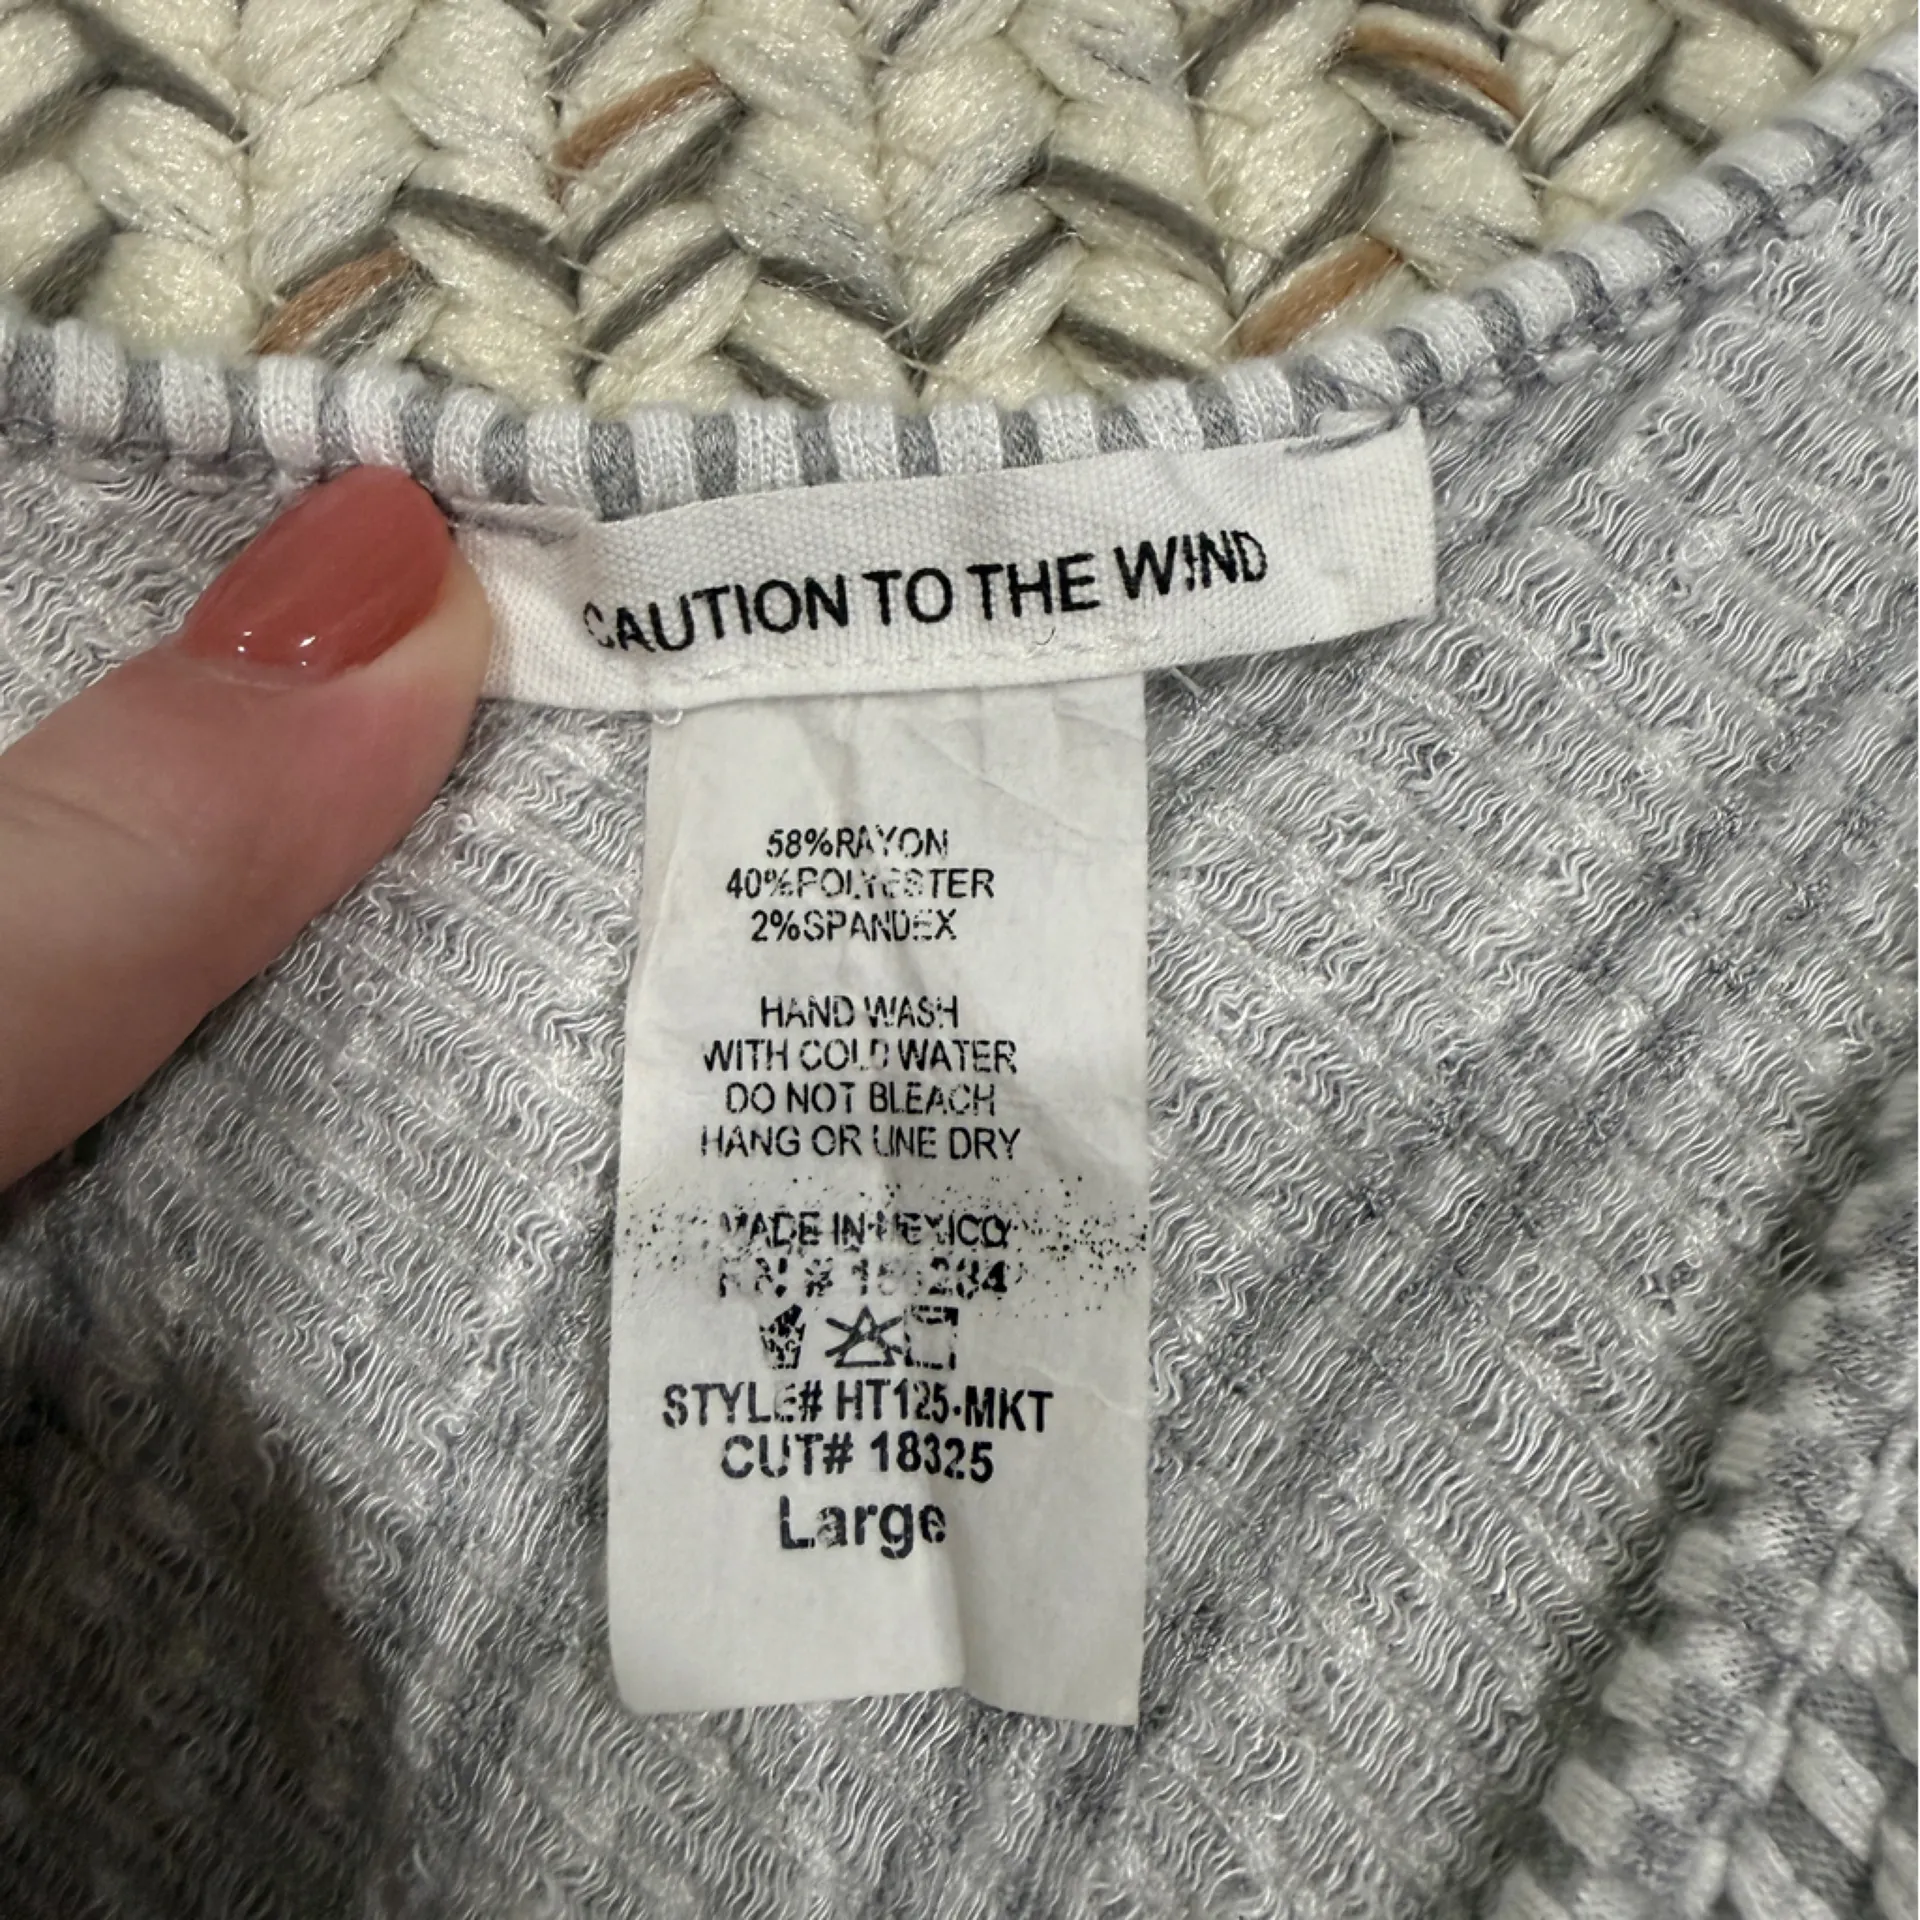 CAUTION TO THE WIND
58%RAYON
40%POLYESTER
2%SPANDEX
HAND WASH
WITH COLD WATER
DO NOT BLEACH
HANG OR LINE DRY
MADE IN MEXICO
RN #
STYLE# HT125-MKT
CUT# 18325
Large